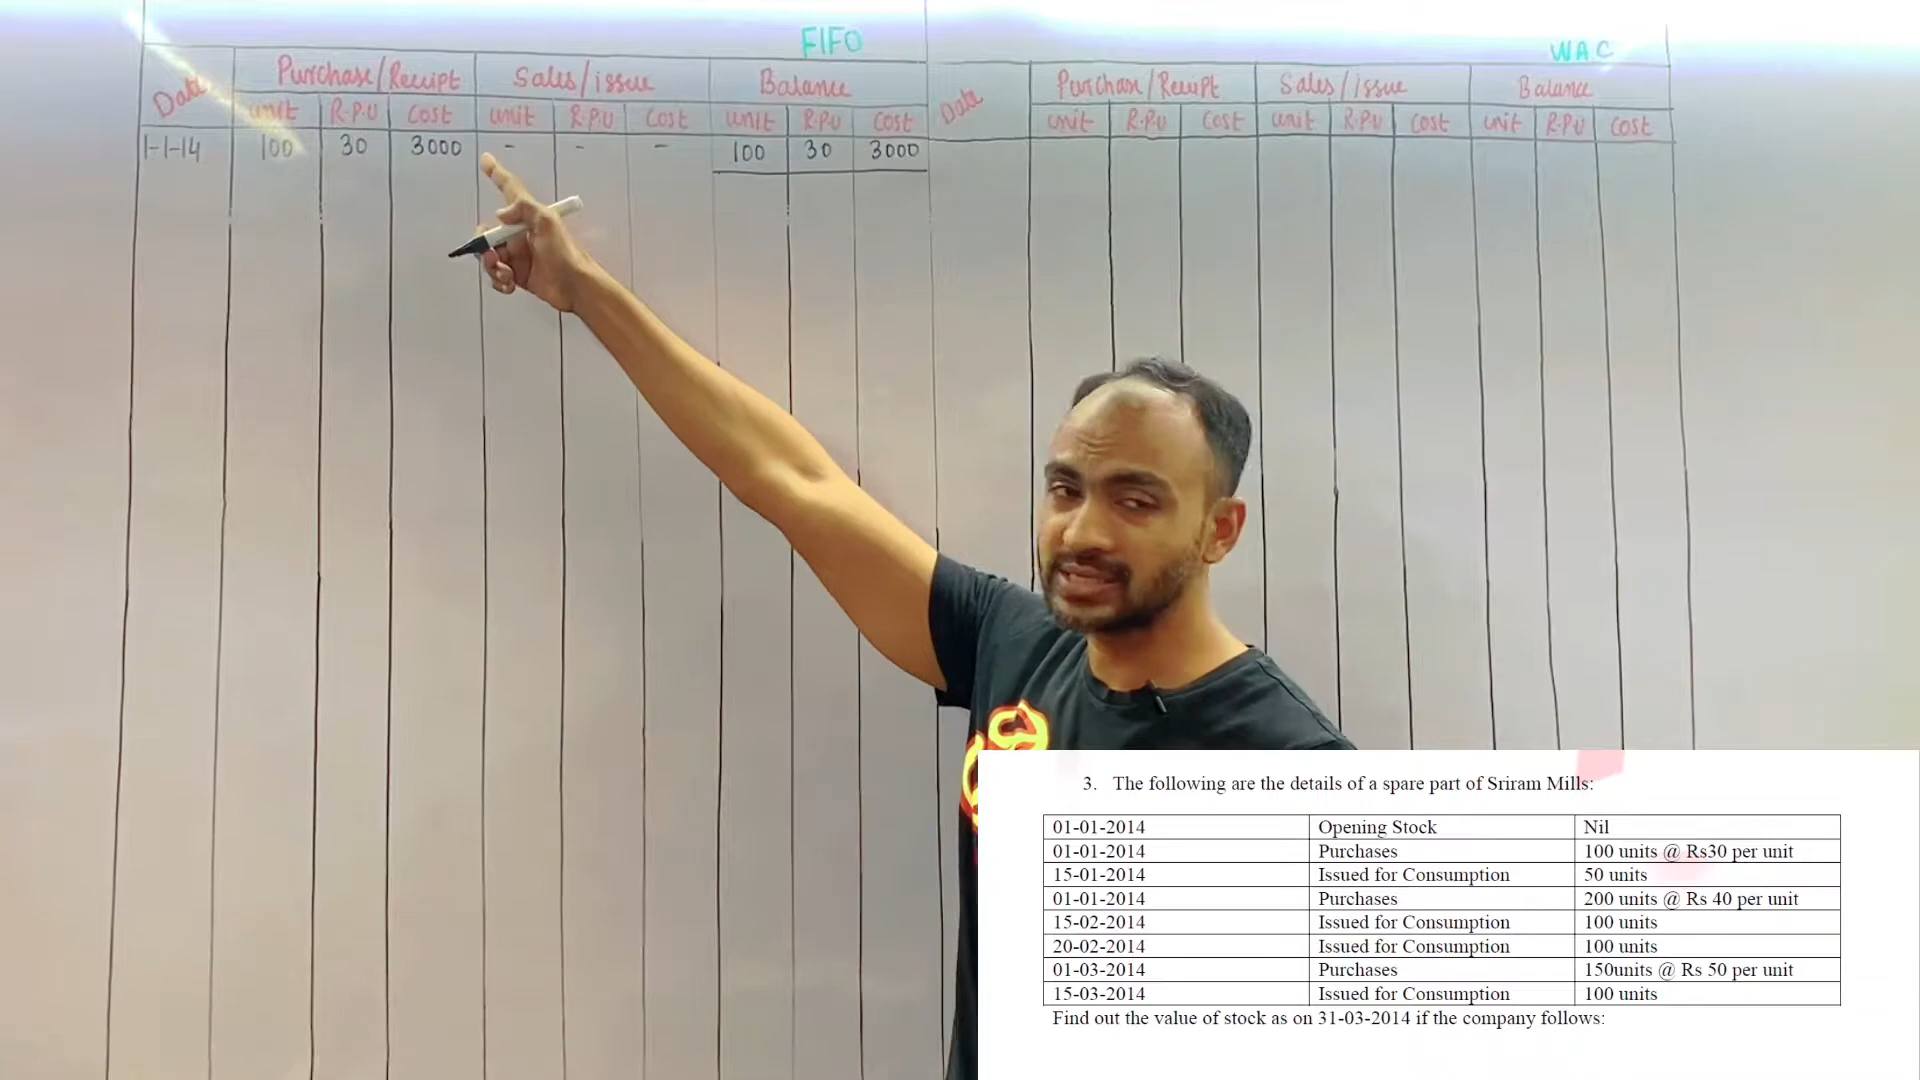 FIFO
Date Purchase/Receipt Sales/issue Balance
unit R.P.U Cost unit R.P.U Cost unit R.P.U Cost
1-1-14 100 30 3000 - - - 100 30 3000
WAC
Date Purchase/Receipt Sales/issue Balance
unit R.P.U Cost unit R.P.U Cost unit R.P.U Cost
3. The following are the details of a spare part of Sriram Mills:
01-01-2014 Opening Stock Nil
01-01-2014 Purchases 100 units @ Rs30 per unit
15-01-2014 Issued for Consumption 50 units
01-01-2014 Purchases 200 units @ Rs 40 per unit
15-02-2014 Issued for Consumption 100 units
20-02-2014 Issued for Consumption 100 units
01-03-2014 Purchases 150units @ Rs 50 per unit
15-03-2014 Issued for Consumption 100 units
Find out the value of stock as on 31-03-2014 if the company follows: